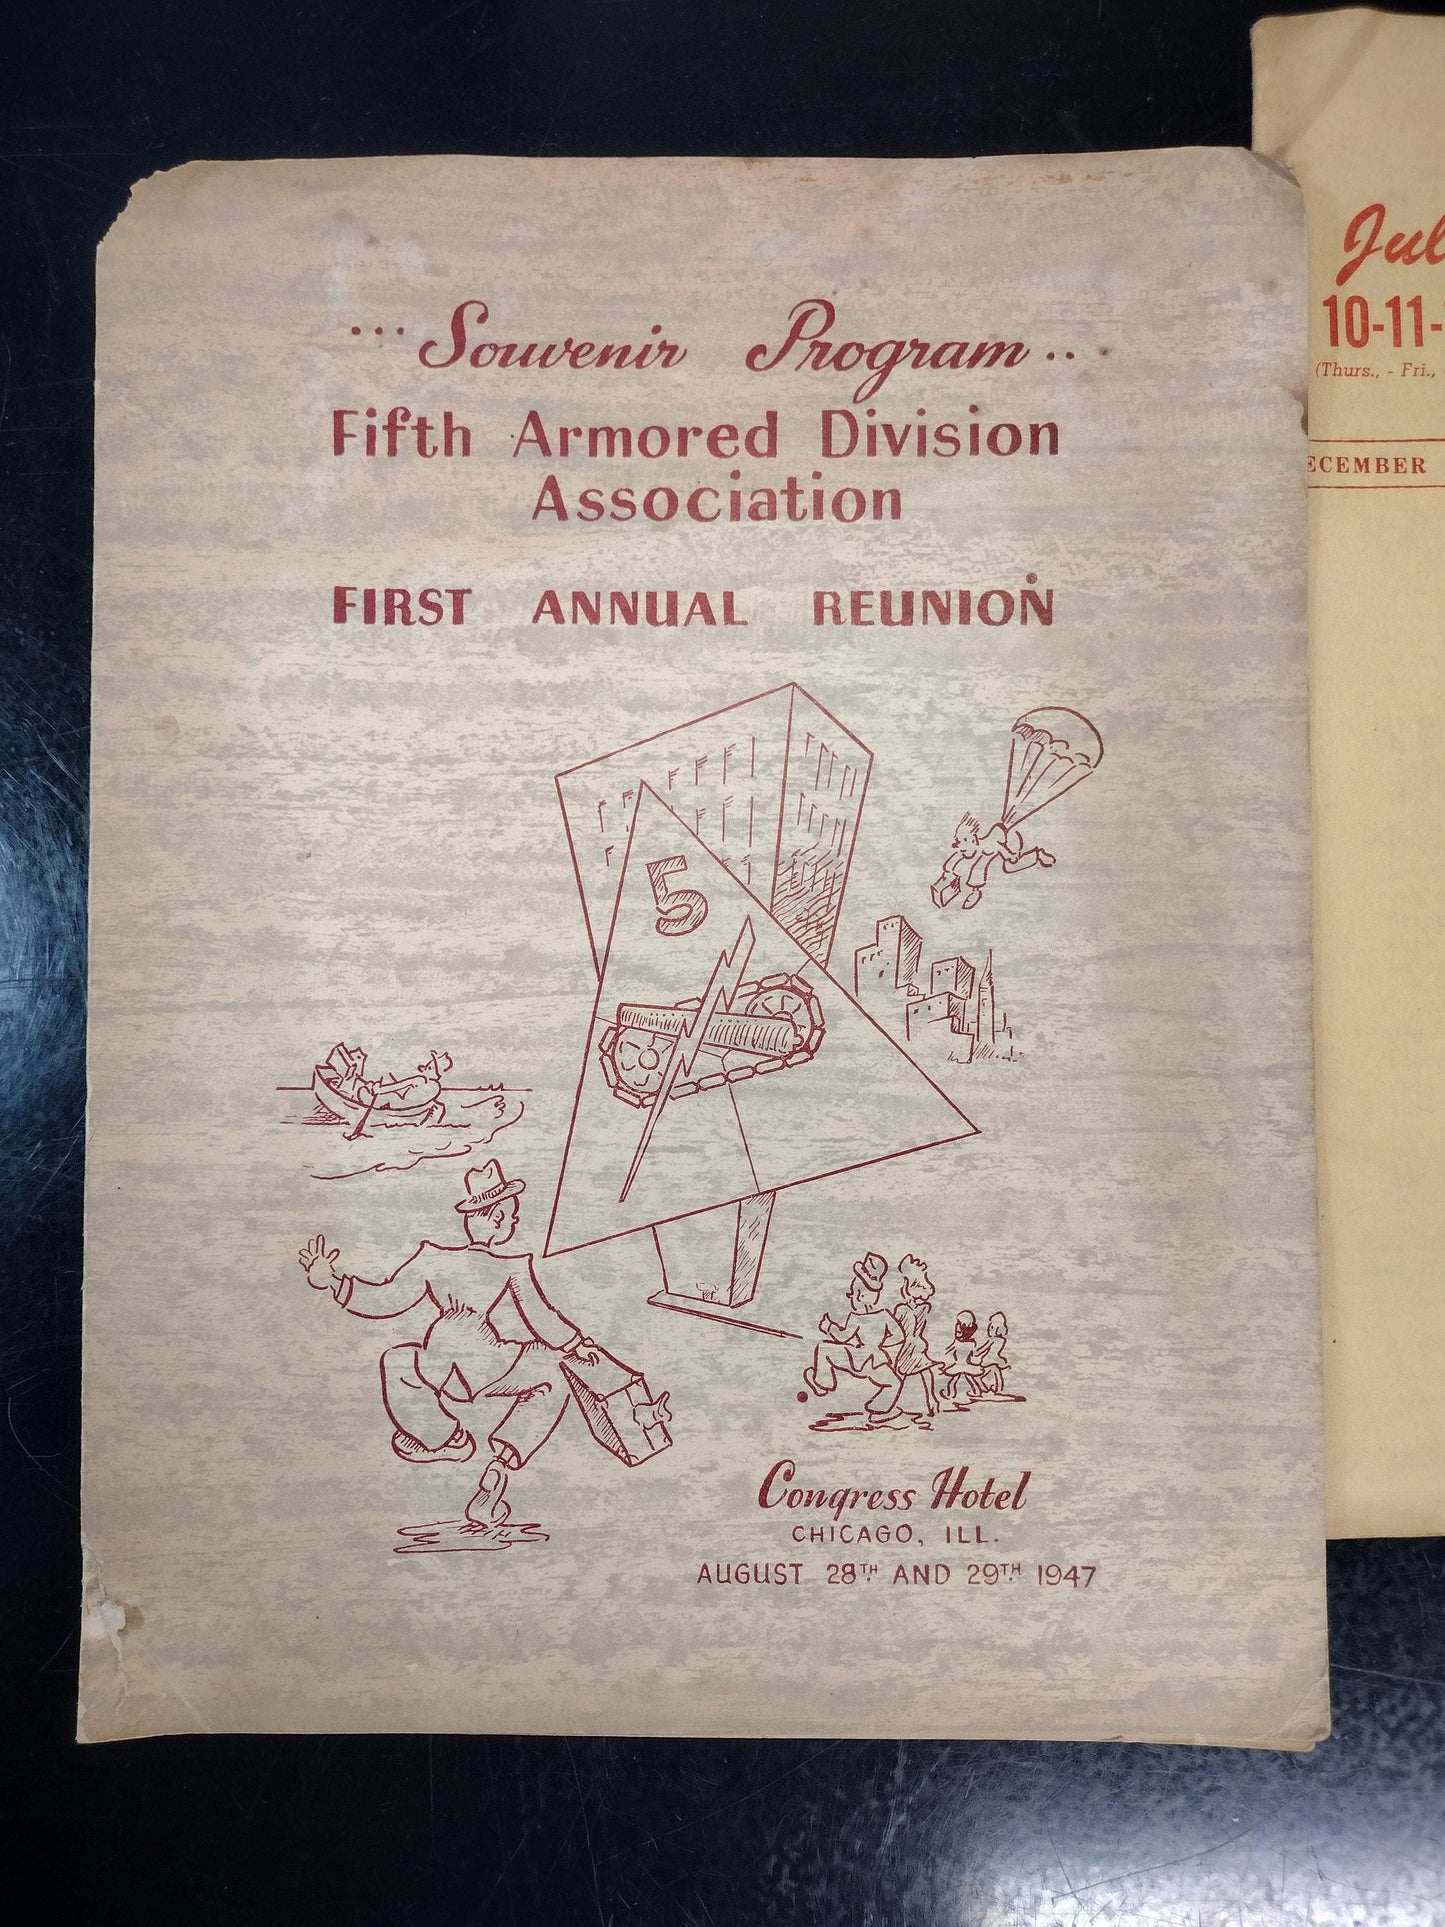 ... Souvenir Program ..
Fifth Armored Division
Association
FIRST ANNUAL REUNION
5
Congress Hotel
CHICAGO, ILL.
AUGUST 28TH AND 29TH 1947
10-11-
(Thurs., - Fri.,